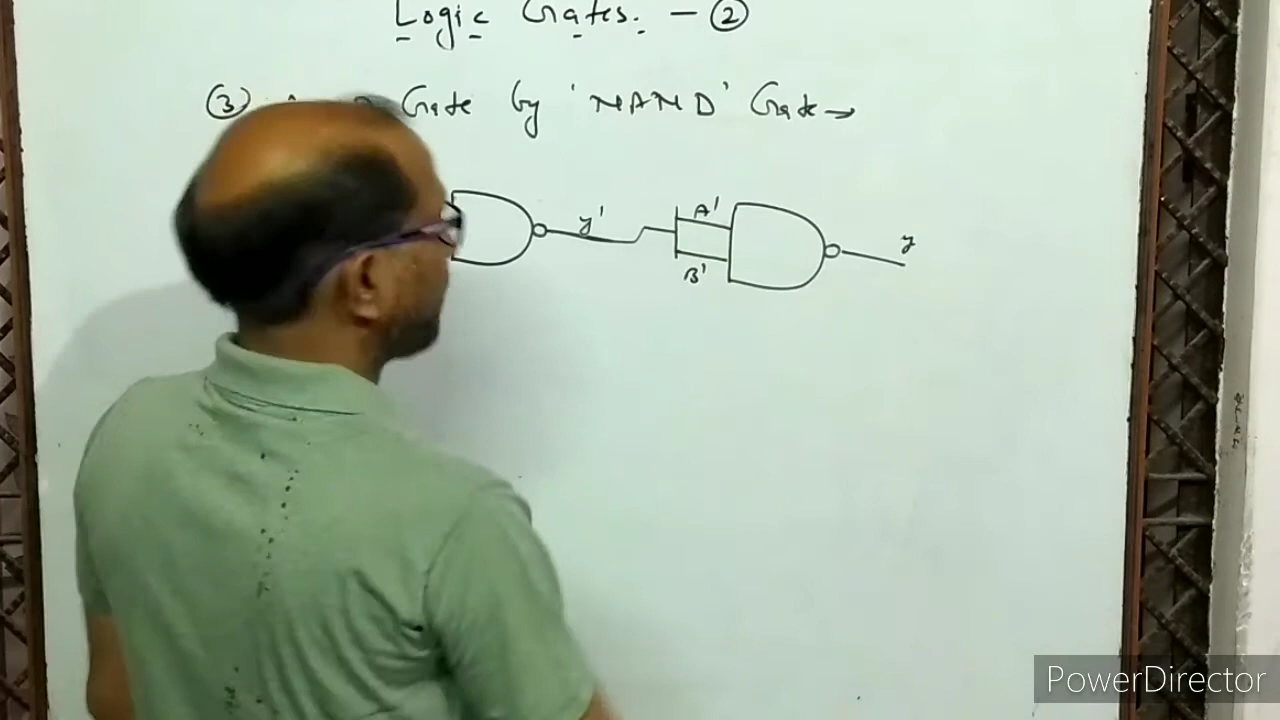 Logic Gates. - ②
③ Gate by 'NAND' Gate →
y' A' y
B'
PowerDirector